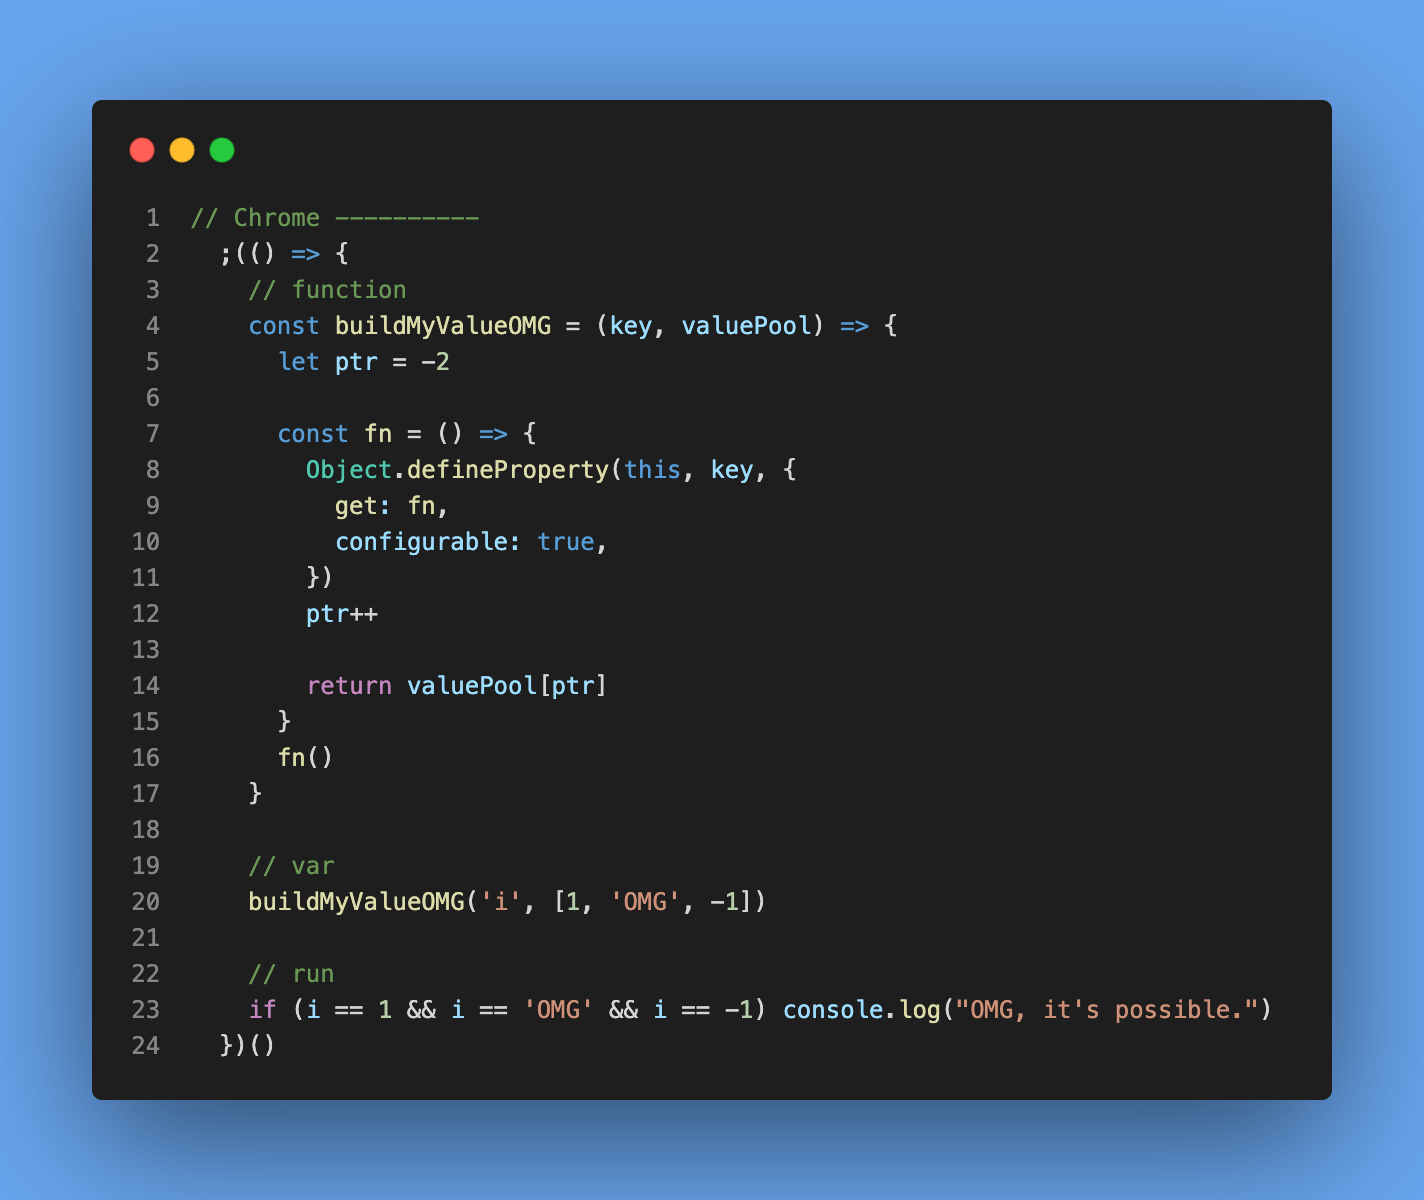 1 // Chrome ----------
2   ;(() => {
3     // function
4     const buildMyValueOMG = (key, valuePool) => {
5       let ptr = -2
6
7       const fn = () => {
8         Object.defineProperty(this, key, {
9           get: fn,
10           configurable: true,
11         })
12         ptr++
13
14         return valuePool[ptr]
15       }
16       fn()
17     }
18
19     // var
20     buildMyValueOMG('i', [1, 'OMG', -1])
21
22     // run
23     if (i == 1 && i == 'OMG' && i == -1) console.log("OMG, it's possible.")
24   })()